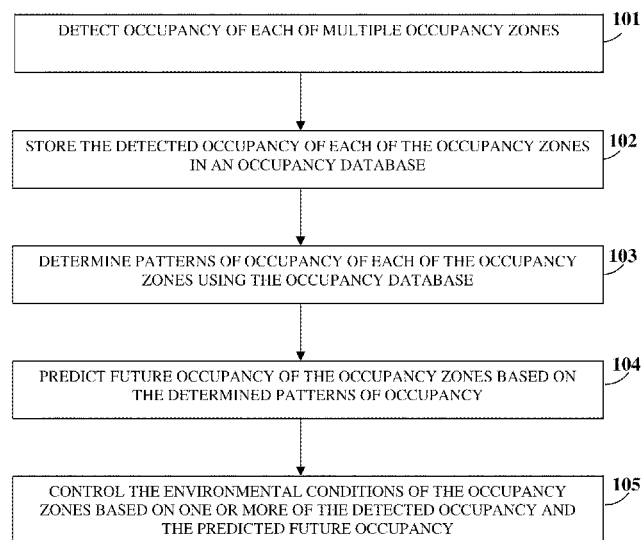 DETECT OCCUPANCY OF EACH OF MULTIPLE OCCUPANCY ZONES
101
STORE THE DETECTED OCCUPANCY OF EACH OF THE OCCUPANCY ZONES
IN AN OCCUPANCY DATABASE
102
DETERMINE PATTERNS OF OCCUPANCY OF EACH OF THE OCCUPANCY
ZONES USING THE OCCUPANCY DATABASE
103
PREDICT FUTURE OCCUPANCY OF THE OCCUPANCY ZONES BASED ON
THE DETERMINED PATTERNS OF OCCUPANCY
104
CONTROL THE ENVIRONMENTAL CONDITIONS OF THE OCCUPANCY
ZONES BASED ON ONE OR MORE OF THE DETECTED OCCUPANCY AND
THE PREDICTED FUTURE OCCUPANCY
105